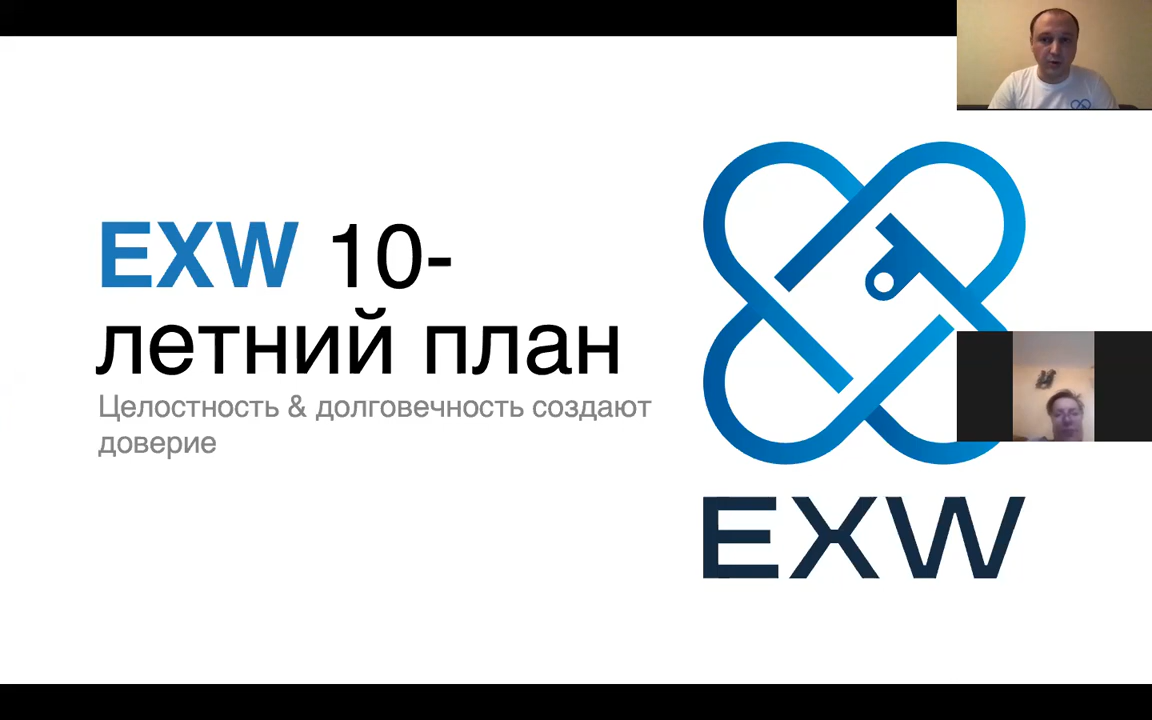 EXW 10-
летний план
Целостность & долговечность создают
доверие
EXW